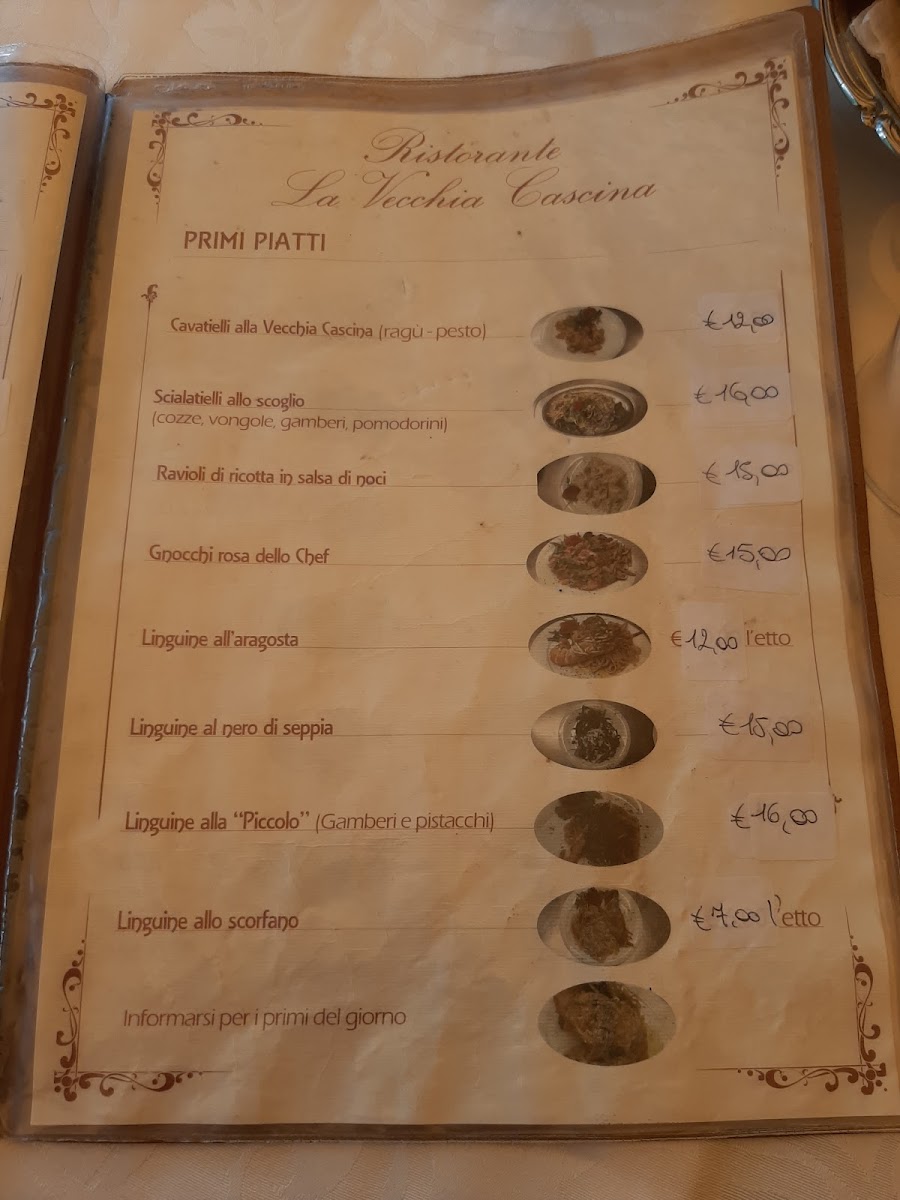 Ristorante
La Vecchia Cascina
PRIMI PIATTI
Cavatielli alla Vecchia Cascina (ragù - pesto) €12,00
Scialatielli allo scoglio €16,00
(cozze, vongole, gamberi, pomodorini)
Ravioli di ricotta in salsa di noci €15,00
Gnocchi rosa dello Chef €15,00
Linguine all'aragosta €12,00 l'etto
Linguine al nero di seppia €15,00
Linguine alla “Piccolo” (Gamberi e pistacchi) €16,00
Linguine allo scorfano €7,00 l'etto
Informarsi per i primi del giorno